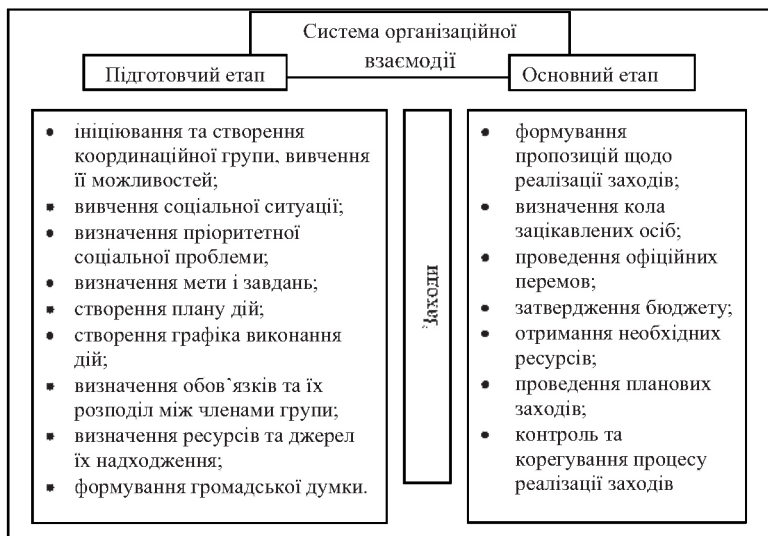 Система організаційної
взаємодії
Підготовчий етап
Основний етап
• ініціювання та створення
координаційної групи, вивчення
її можливостей;
• вивчення соціальної ситуації;
• визначення пріоритетної
соціальної проблеми;
• визначення мети і завдань;
• створення плану дій;
• створення графіка виконання
дій;
• визначення обов`язків та їх
розподіл між членами групи;
• визначення ресурсів та джерел
їх надходження;
• формування громадської думки.
Заходи
• формування
пропозицій щодо
реалізації заходів;
• визначення кола
зацікавлених осіб;
• проведення офіційних
перемов;
• затвердження бюджету;
• отримання необхідних
ресурсів;
• проведення планових
заходів;
• контроль та
корегування процесу
реалізації заходів